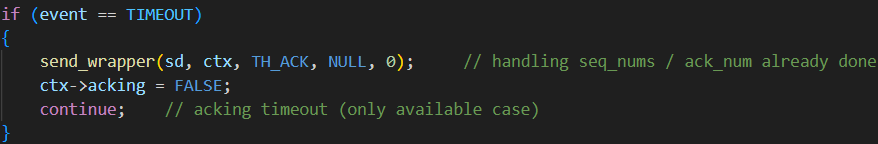 if (event == TIMEOUT)
{
    send_wrapper(sd, ctx, TH_ACK, NULL, 0);     // handling seq_nums / ack_num already done
    ctx->acking = FALSE;
    continue;    // acking timeout (only available case)
}